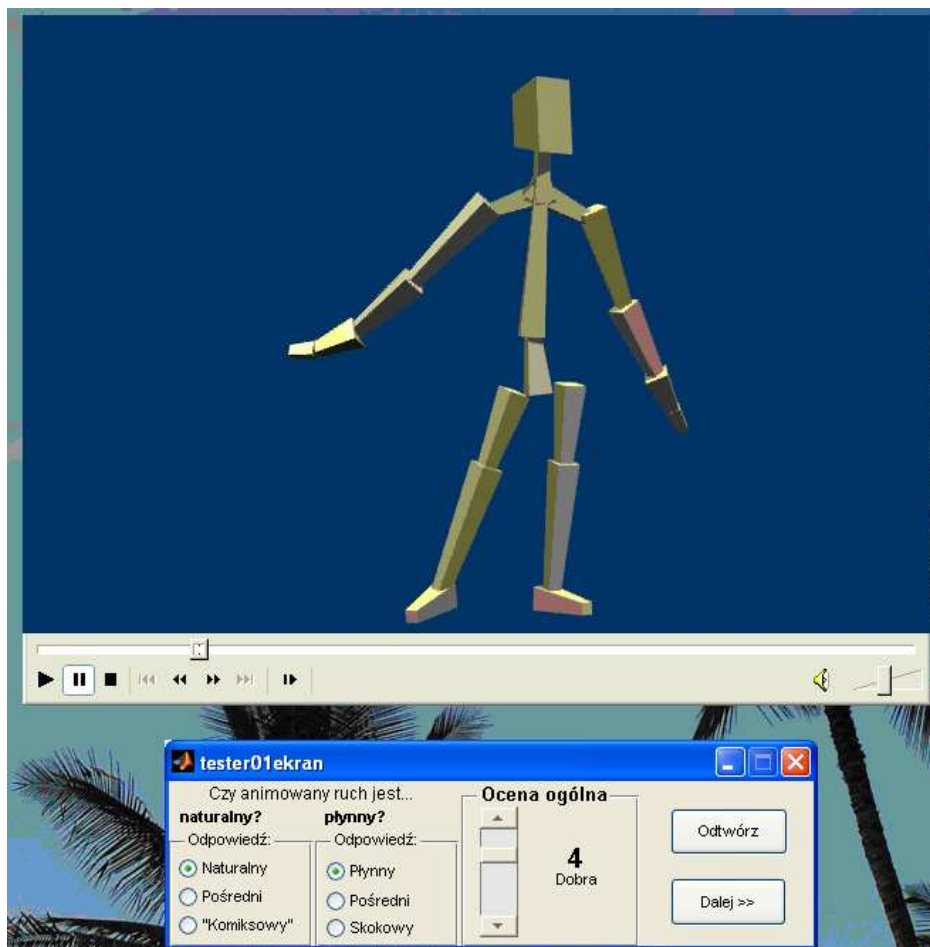 tester01ekran
Czy animowany ruch jest...
naturalny?
płynny?
Odpowiedź:
Naturalny
Pośredni
"Komiksowy"
Odpowiedź:
Płynny
Pośredni
Skokowy
Ocena ogólna
4
Dobra
Odtwórz
Dalej >>